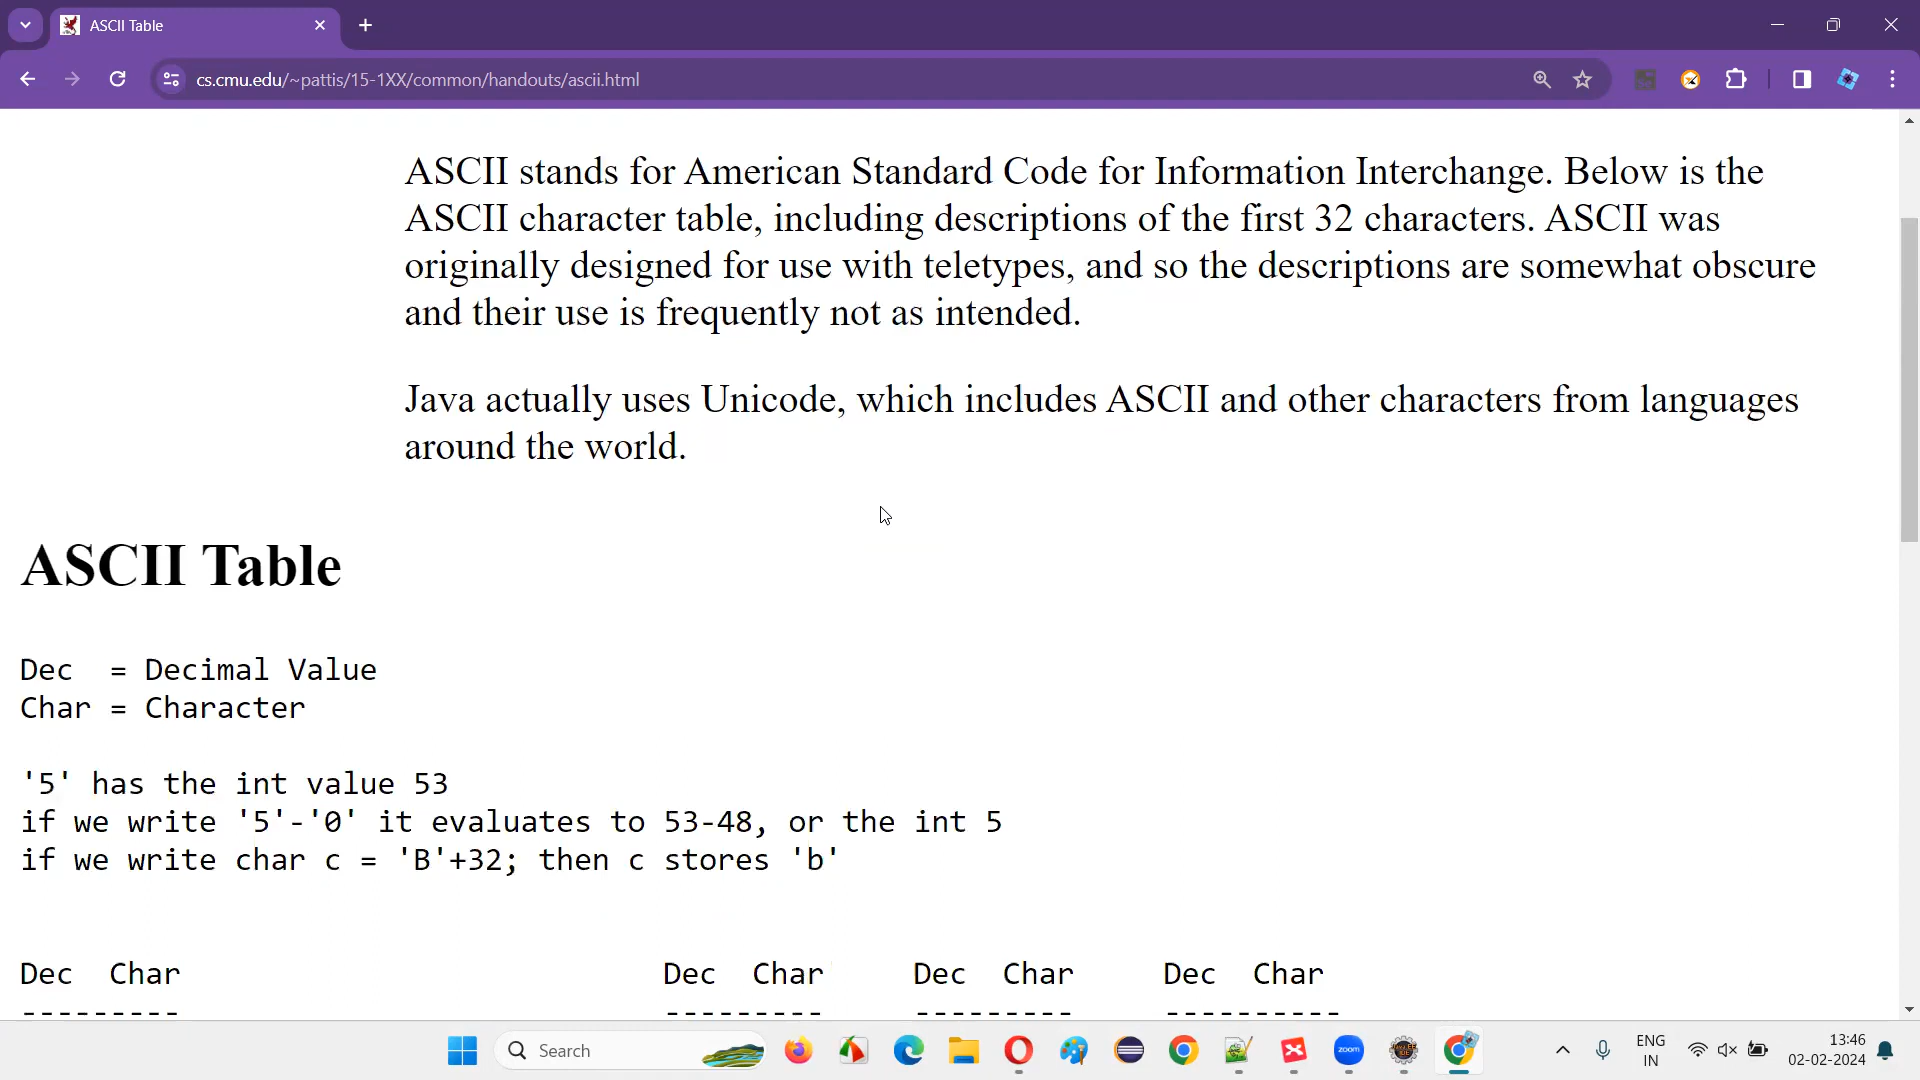 ASCII Table
cs.cmu.edu/~pattis/15-1XX/common/handouts/ascii.html
ASCII stands for American Standard Code for Information Interchange. Below is the
ASCII character table, including descriptions of the first 32 characters. ASCII was
originally designed for use with teletypes, and so the descriptions are somewhat obscure
and their use is frequently not as intended.
Java actually uses Unicode, which includes ASCII and other characters from languages
around the world.
ASCII Table
Dec = Decimal Value
Char = Character
'5' has the int value 53
if we write '5'-'0' it evaluates to 53-48, or the int 5
if we write char c = 'B'+32; then c stores 'b'
Dec Char Dec Char Dec Char Dec Char
--------- --------- --------- ----------
Search
zoom
ENG
IN
13:46
02-02-2024